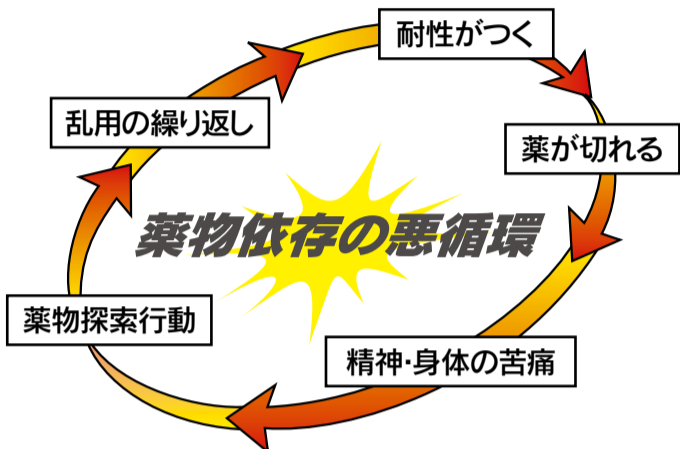 耐性がつく
乱用の繰り返し
薬が切れる
薬物依存の悪循環
薬物探索行動
精神・身体の苦痛